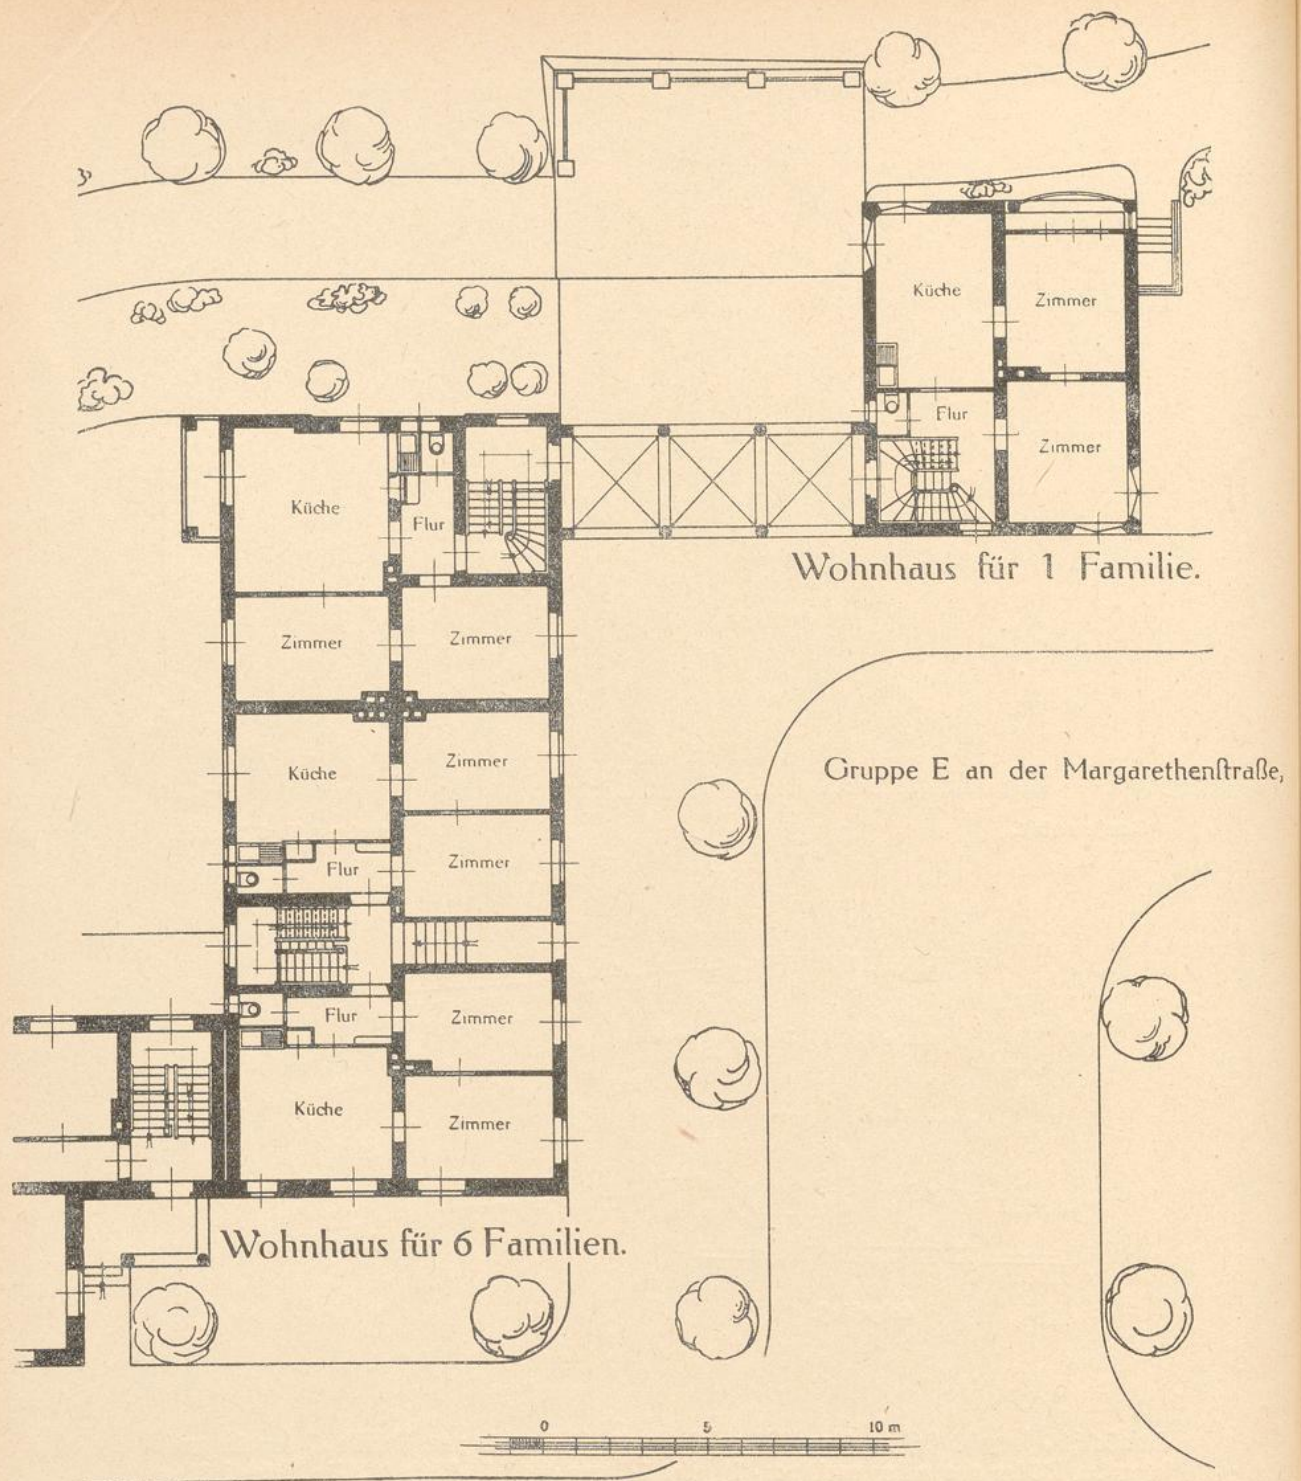 Küche
Zimmer
Flur
Zimmer
Wohnhaus für 1 Familie.
Küche
Flur
Zimmer
Zimmer
Küche
Zimmer
Flur
Zimmer
Flur
Zimmer
Küche
Zimmer
Gruppe E an der Margarethenſtraße,
Wohnhaus für 6 Familien.
0 5 10 m